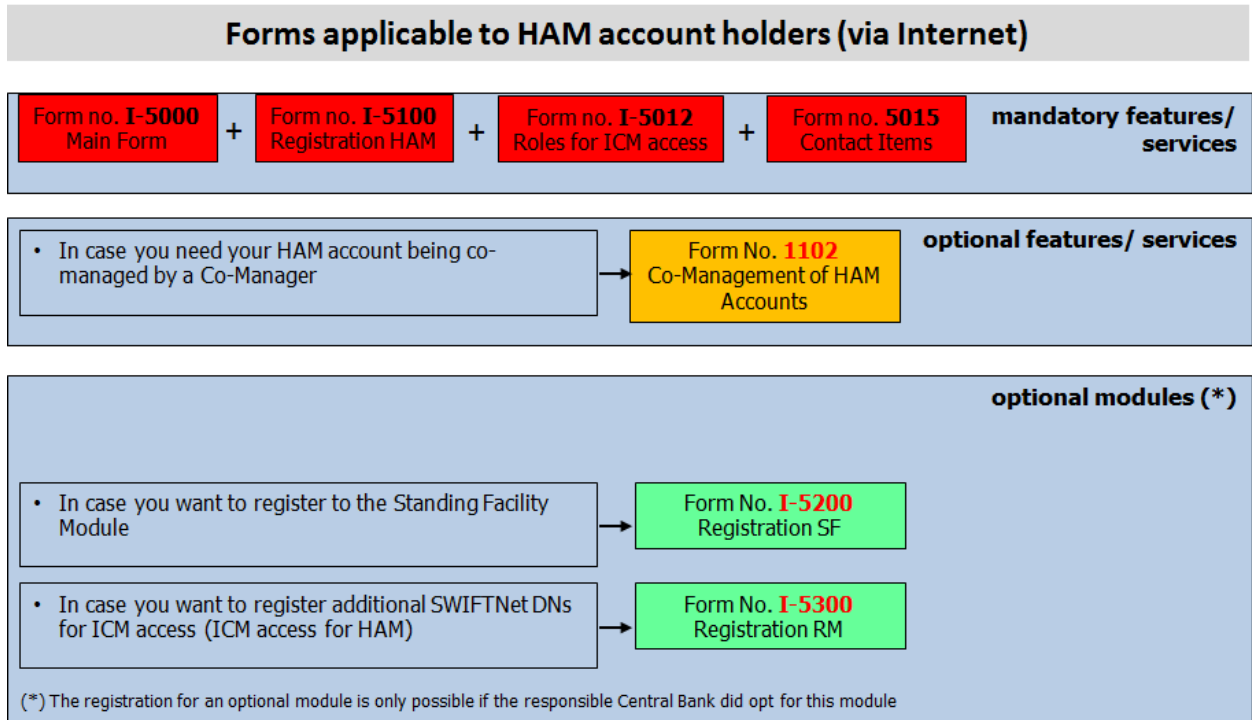 Forms applicable to HAM account holders (via Internet)
Form no. I-5000
Main Form
+
Form no. I-5100
Registration HAM
+
Form no. I-5012
Roles for ICM access
+
Form no. 5015
Contact Items
mandatory features/
services
• In case you need your HAM account being co-
managed by a Co-Manager
Form No. 1102
Co-Management of HAM
Accounts
optional features/ services
optional modules (*)
• In case you want to register to the Standing Facility
Module
Form No. I-5200
Registration SF
• In case you want to register additional SWIFTNet DNs
for ICM access (ICM access for HAM)
Form No. I-5300
Registration RM
(*) The registration for an optional module is only possible if the responsible Central Bank did opt for this module